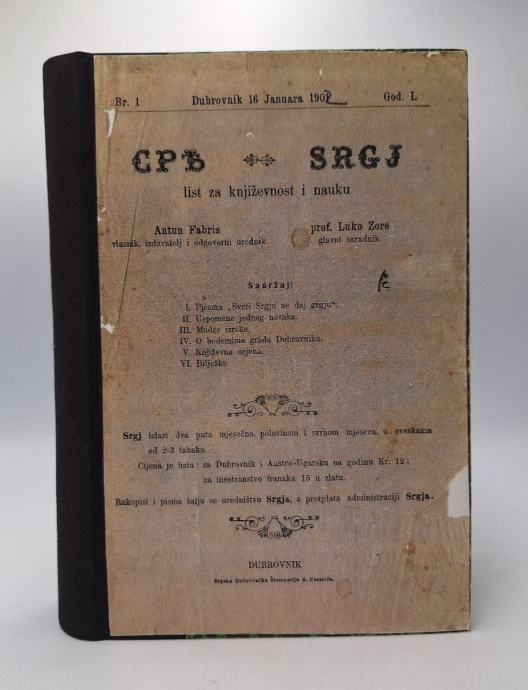 Br. 1 Dubrovnik 16 Januara 1902 God. I.
СРЂ SRGJ
list za književnost i nauku
Antun Fabris prof. Luko Zore
vlasnik, izdavatelj i odgovorni urednik glavni saradnik
Sadržaj:
I. Pjesma „Sveti Srgju ne daj grgju“.
II. Uspomene jednog novaka.
III. Mudre izreke.
IV. O bedemima grada Dubrovnika.
V. Književna ocjena.
VI. Bilješke.
Srgj izlazi dva puta mjesečno, polovinom i svrhom mjeseca, u sveskama
od 2-3 tabaka.
Cijena je listu: za Dubrovnik i Austro-Ugarsku na godinu Kr. 12;
za inostranstvo franaka 15 u zlatu.
Rukopisi i pisma šalju se uredništvu Srgja, a pretplata administraciji Srgja.
DUBROVNIK
Srpska Dubrovačka Štamparija A. Pasarića.